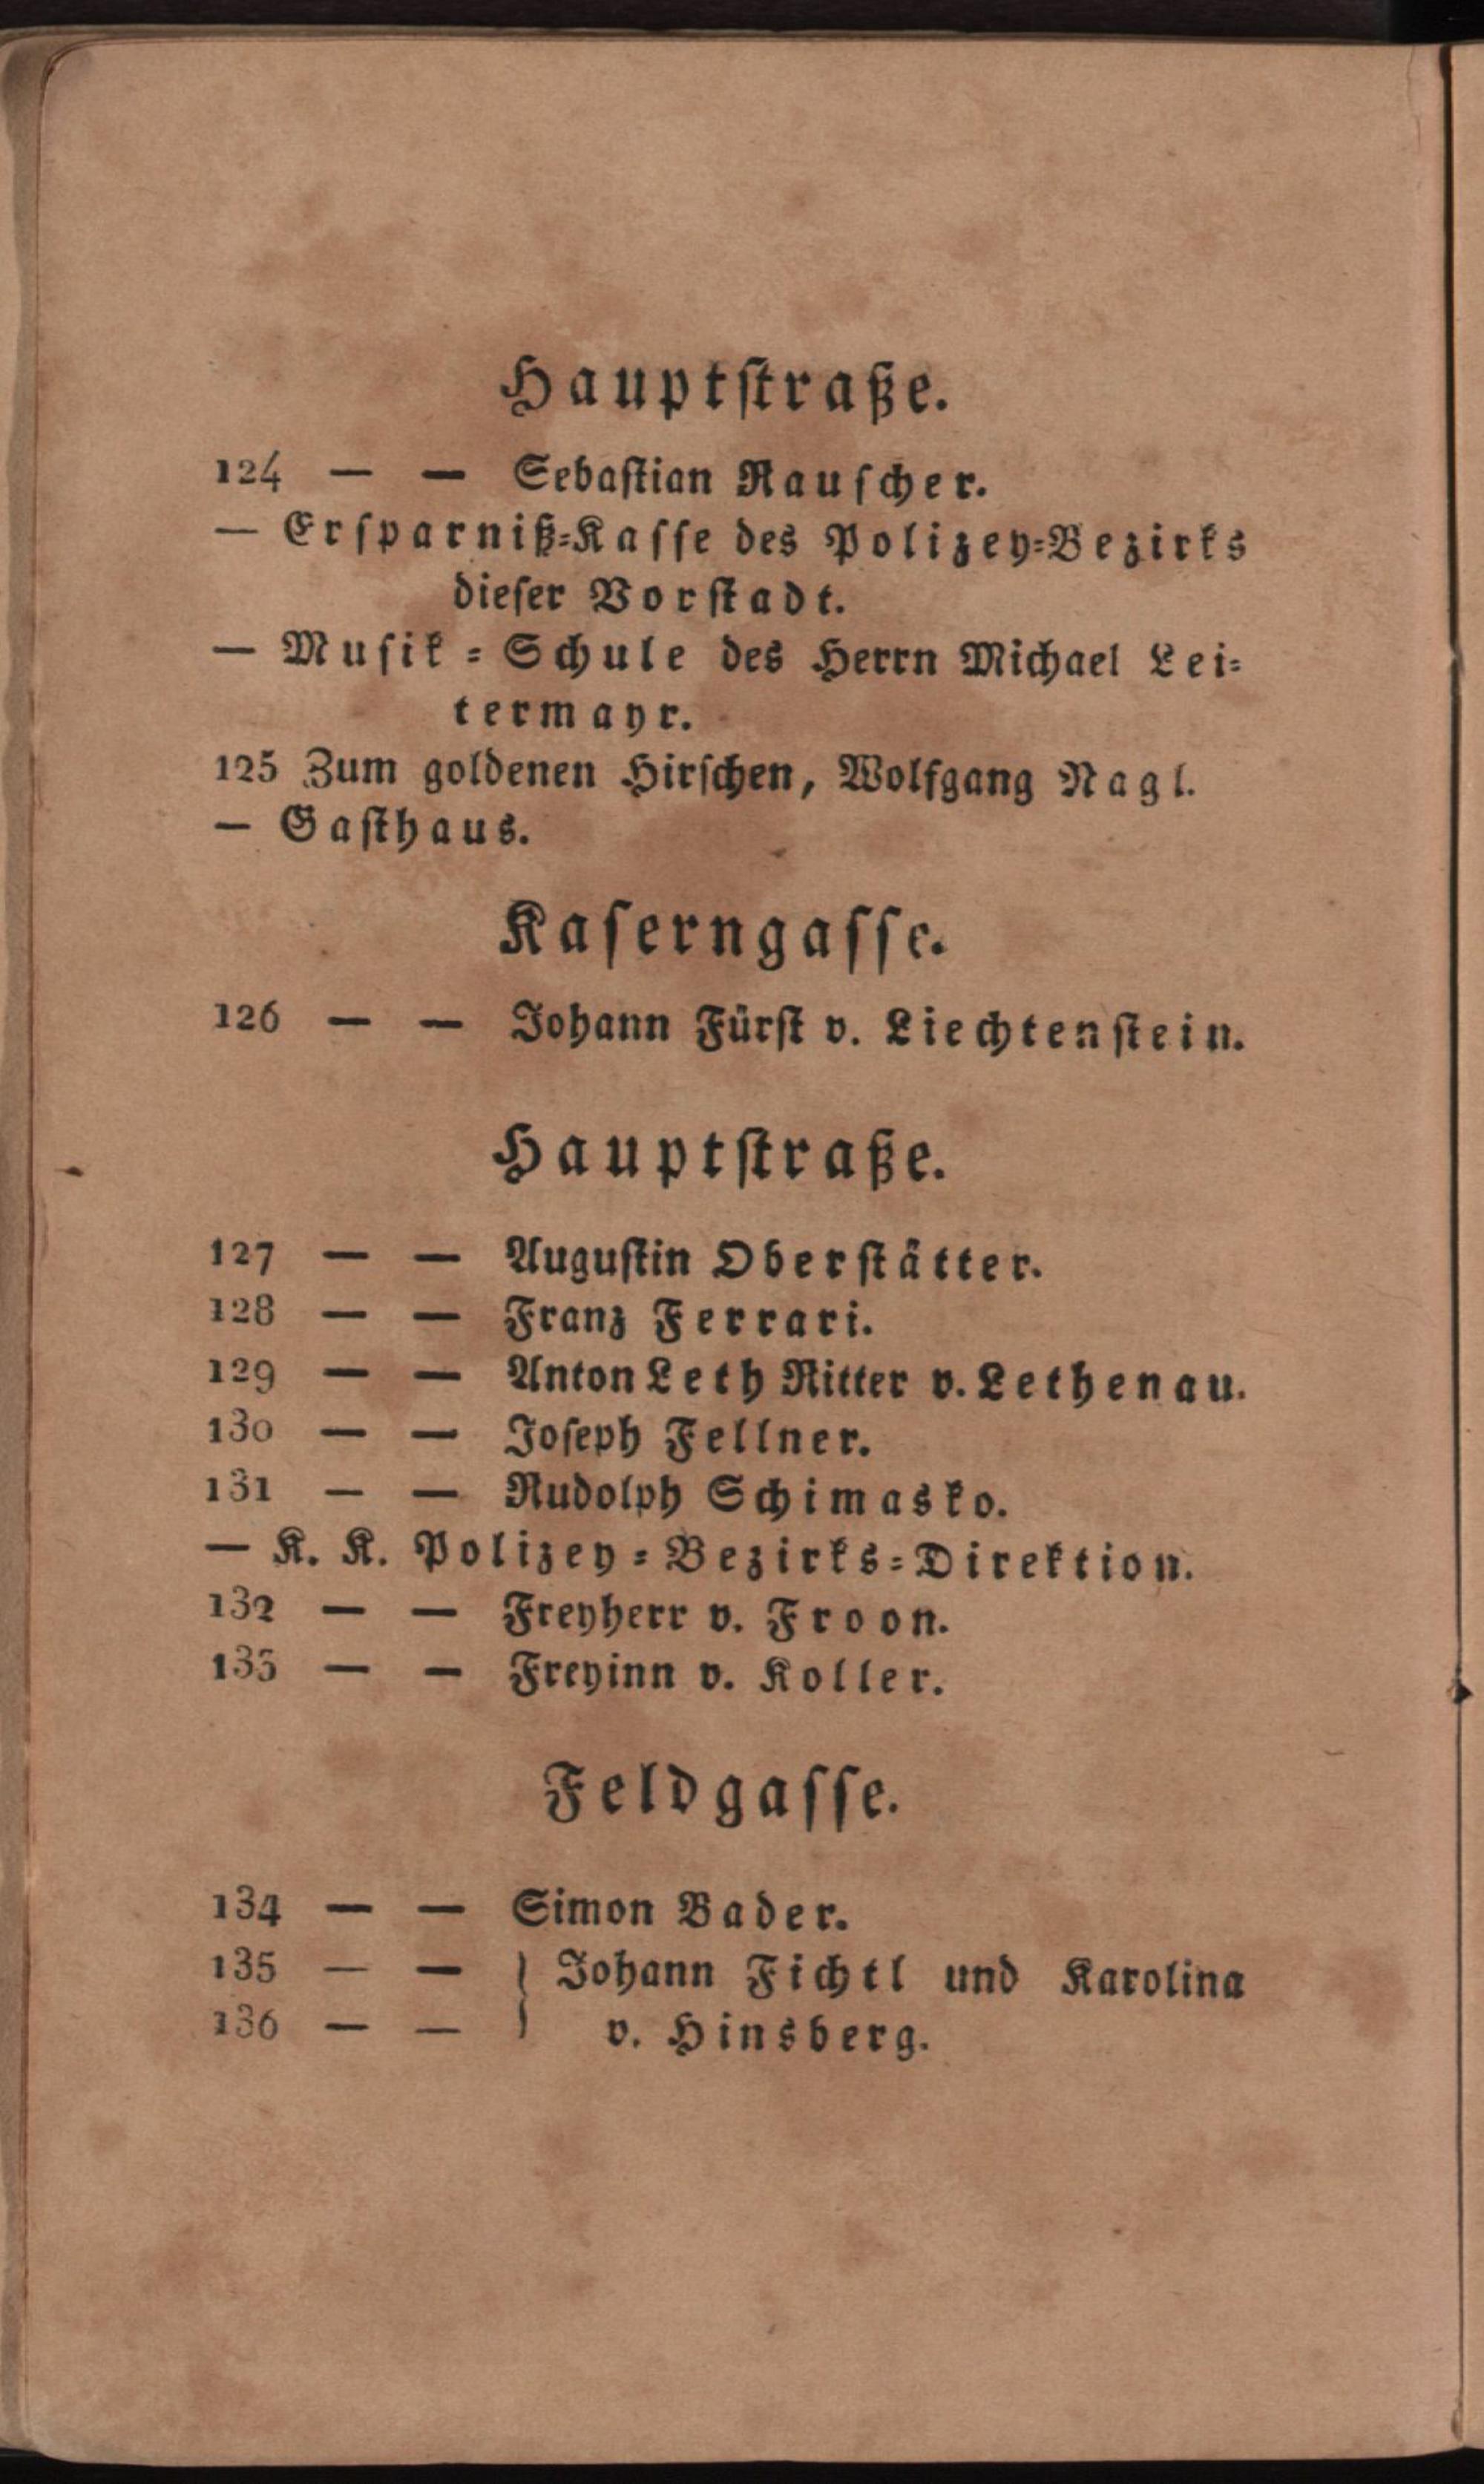 Hauptſtraße.
124 — — Sebaſtian Rauſcher.
— Erſparniß=Kaſſe des Polizey=Bezirks
dieſer Vorſtadt.
— Muſik = Schule des Herrn Michael Lei=
termayr.
125 Zum goldenen Hirſchen, Wolfgang Nagl.
— Gaſthaus.
Kaſerngaſſe.
126 — — Johann Fürſt v. Liechtenſtein.
Hauptſtraße.
127 — — Auguſtin Oberſtätter.
128 — — Franz Ferrari.
129 — — Anton Leth Ritter v. Lethenau.
130 — — Joſeph Fellner.
131 — — Rudolph Schimasko.
— K. K. Polizey = Bezirks=Direktion.
132 — — Freyherr v. Froon.
133 — — Freyinn v. Koller.
Feldgaſſe.
134 — — Simon Bader.
135 — — } Johann Fichtl und Karolina
136 — — } v. Hinsberg.